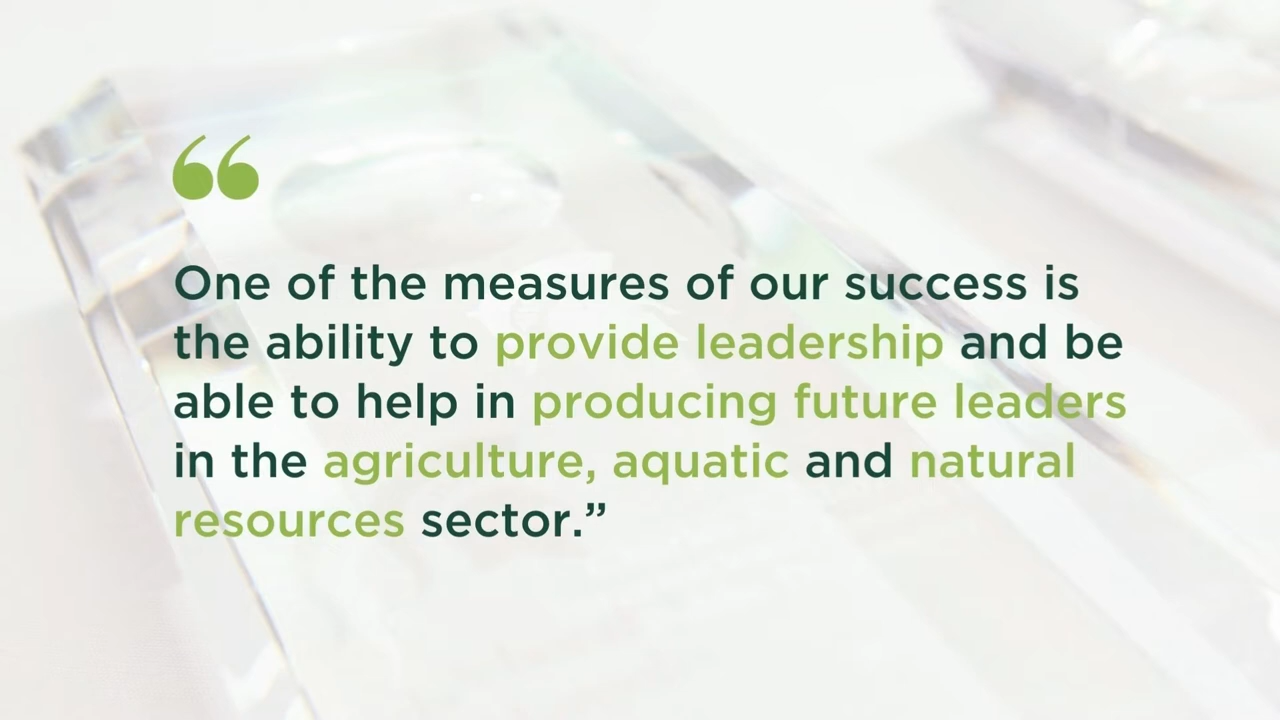 “
One of the measures of our success is
the ability to provide leadership and be
able to help in producing future leaders
in the agriculture, aquatic and natural
resources sector.”